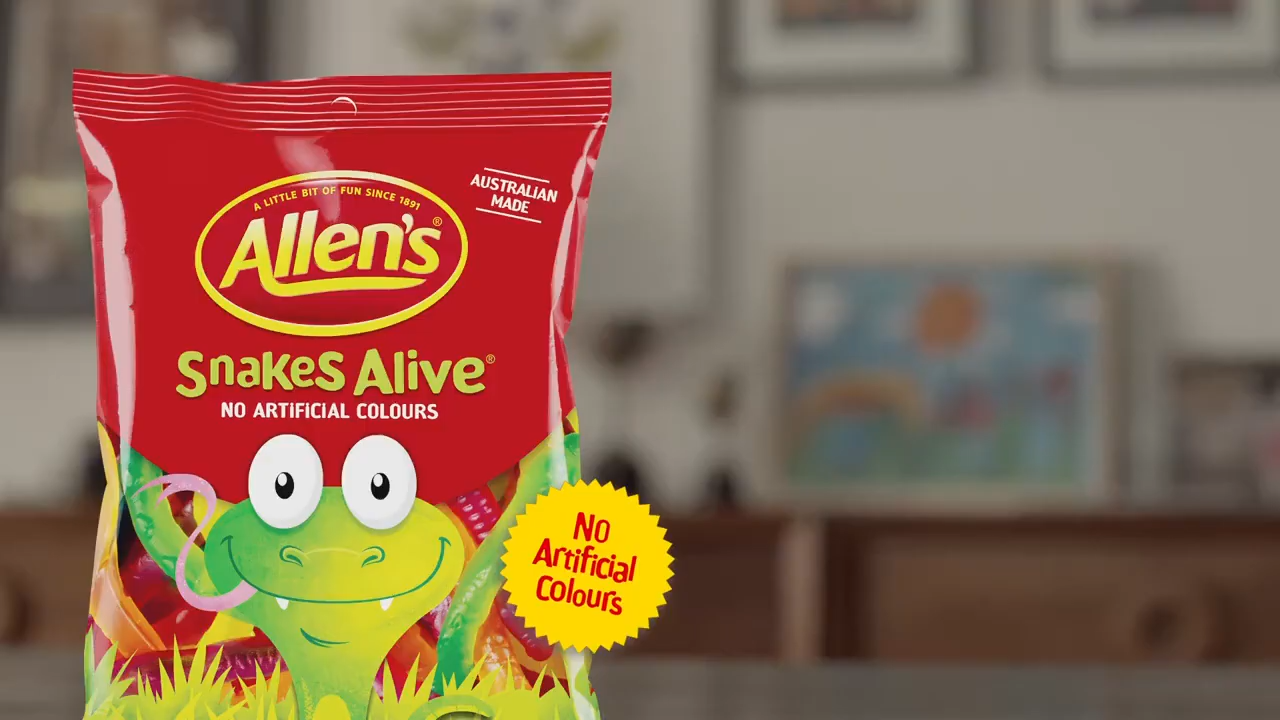 A LITTLE BIT OF FUN SINCE 1891
Allen's®
AUSTRALIAN
MADE
Snakes Alive®
NO ARTIFICIAL COLOURS
No
Artificial
Colours